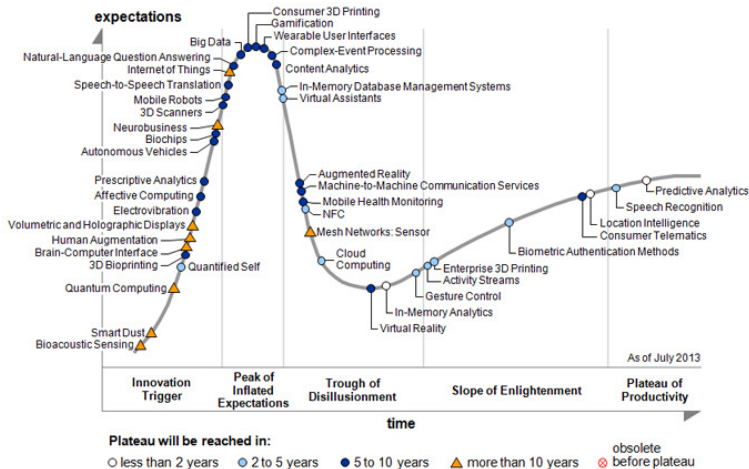 expectations
Consumer 3D Printing
Gamification
Wearable User Interfaces
Big Data
Complex-Event Processing
Natural-Language Question Answering
Content Analytics
Internet of Things
In-Memory Database Management Systems
Speech-to-Speech Translation
Virtual Assistants
Mobile Robots
3D Scanners
Neurobusiness
Biochips
Autonomous Vehicles
Augmented Reality
Prescriptive Analytics
Machine-to-Machine Communication Services
Predictive Analytics
Affective Computing
Mobile Health Monitoring
Speech Recognition
Electrovibration
NFC
Location Intelligence
Volumetric and Holographic Displays
Mesh Networks: Sensor
Consumer Telematics
Human Augmentation
Biometric Authentication Methods
Brain-Computer Interface
Cloud
Computing
3D Bioprinting
Quantified Self
Enterprise 3D Printing
Activity Streams
Quantum Computing
Gesture Control
In-Memory Analytics
Virtual Reality
Smart Dust
Bioacoustic Sensing
As of July 2013
Innovation
Trigger
Peak of
Inflated
Expectations
Trough of
Disillusionment
Slope of Enlightenment
Plateau of
Productivity
time
Plateau will be reached in:
less than 2 years
2 to 5 years
5 to 10 years
more than 10 years
obsolete
before plateau